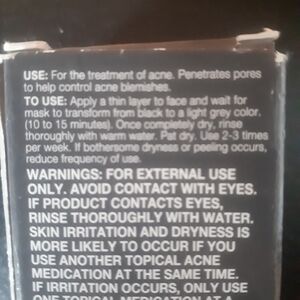 USE: For the treatment of acne. Penetrates pores
to help control acne blemishes.
TO USE: Apply a thin layer to face and wait for
mask to transform from black to a light grey color.
(10 to 15 minutes). Once completely dry, rinse
thoroughly with warm water. Pat dry. Use 2-3 times
per week. If bothersome dryness or peeling occurs,
reduce frequency of use.
WARNINGS: FOR EXTERNAL USE
ONLY. AVOID CONTACT WITH EYES.
IF PRODUCT CONTACTS EYES,
RINSE THOROUGHLY WITH WATER.
SKIN IRRITATION AND DRYNESS IS
MORE LIKELY TO OCCUR IF YOU
USE ANOTHER TOPICAL ACNE
MEDICATION AT THE SAME TIME.
IF IRRITATION OCCURS, ONLY USE
ONE TOPICAL MEDICATION AT A